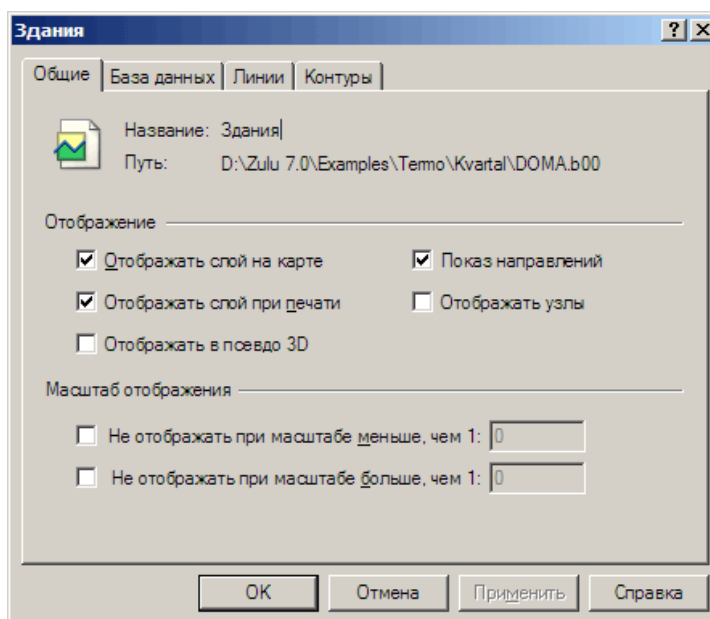 Здания
Общие База данных Линии Контуры
Название: Здания
Путь: D:\Zulu 7.0\Examples\Termo\Kvartal\DOMA.b00
Отображение
Отображать слой на карте Показ направлений
Отображать слой при печати Отображать узлы
Отображать в псевдо 3D
Масштаб отображения
Не отображать при масштабе меньше, чем 1: 0
Не отображать при масштабе больше, чем 1: 0
OK Отмена Применить Справка